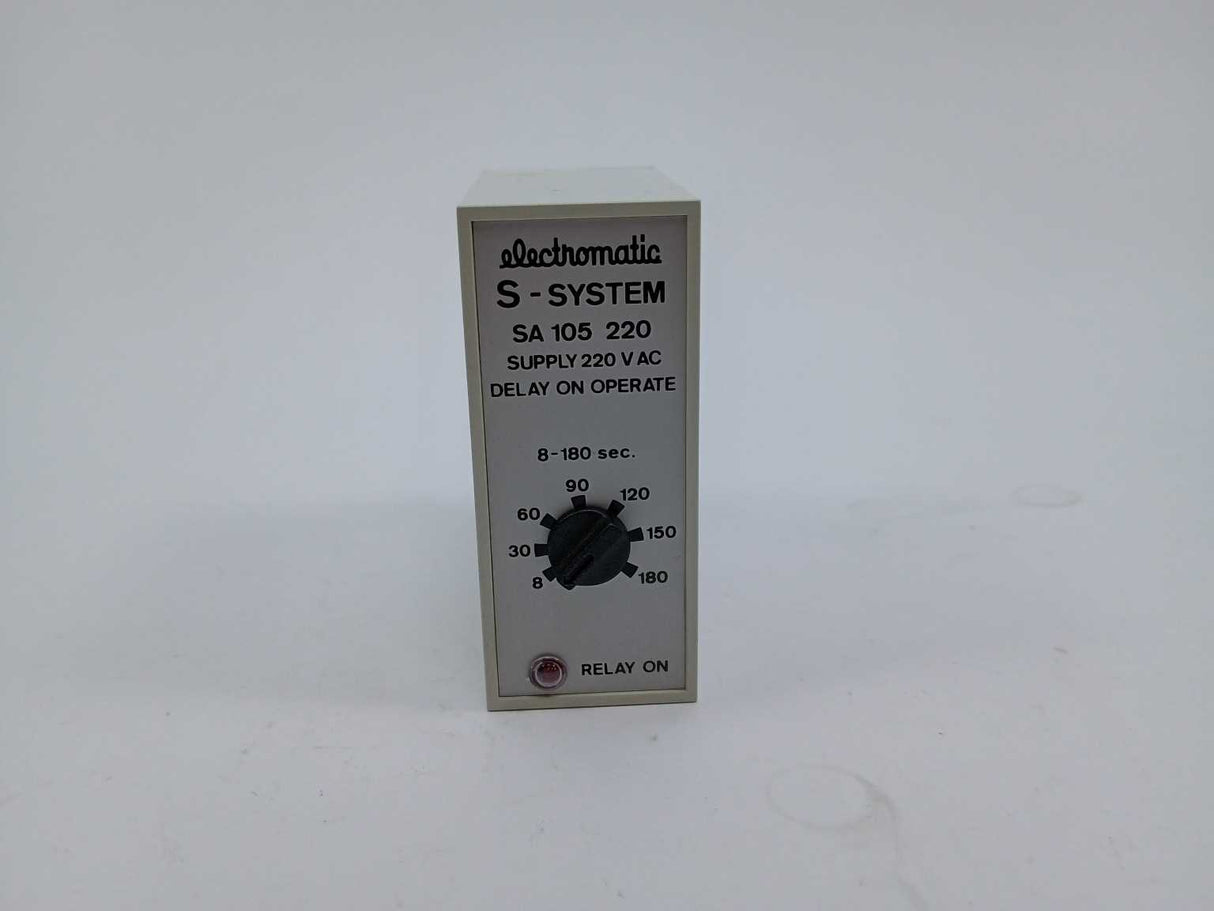 electromatic
S - SYSTEM
SA 105 220
SUPPLY 220 V AC
DELAY ON OPERATE
8-180 sec.
90
120
60
150
30
8
180
RELAY ON